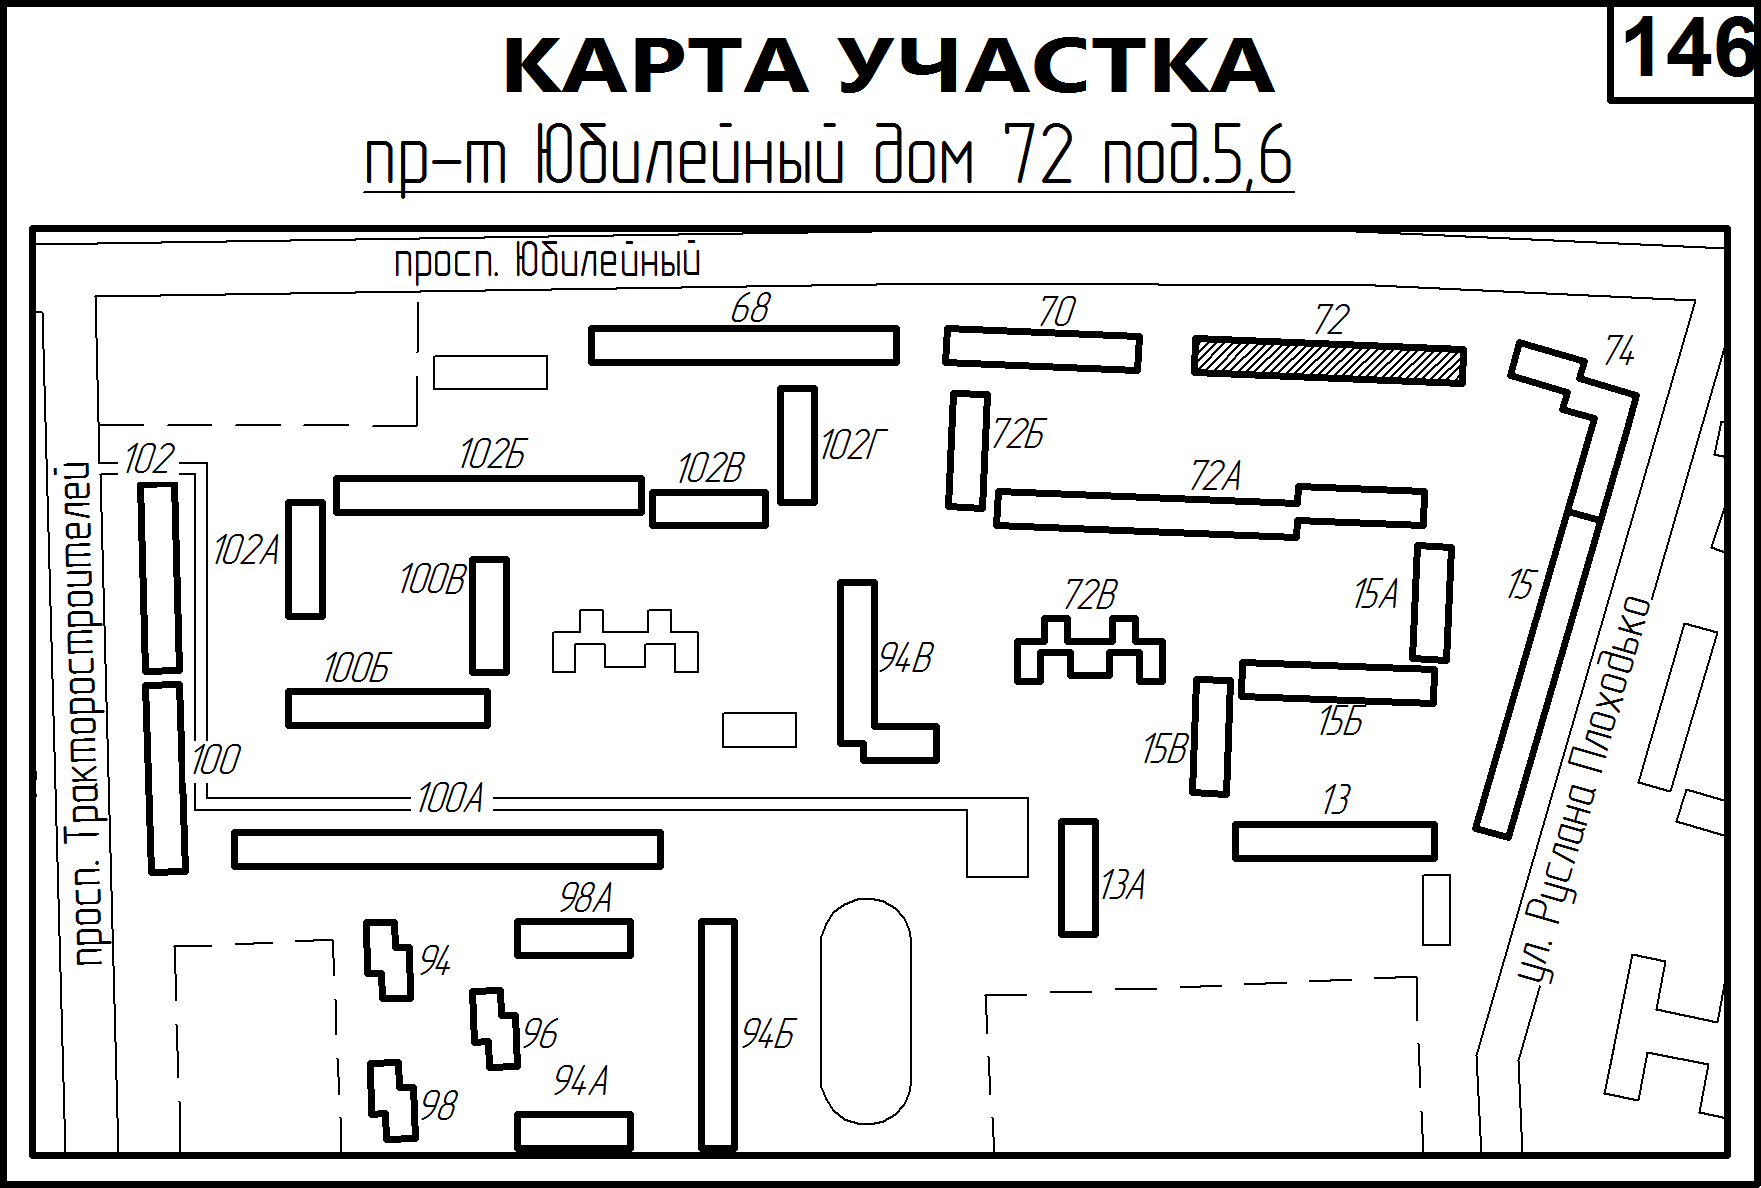 КАРТА УЧАСТКА
146
пр-т Юбилейный дом 72 под.5,6
просп. Юбилейный
68
70
72
74
102
102Б
102В
102Г
72Б
72А
102А
100В
15А
15
72В
94В
100Б
15Б
15В
100
100А
13
13А
98А
94
96
94Б
94А
98
просп. Тракторостроителей
ул. Руслана Плоходько